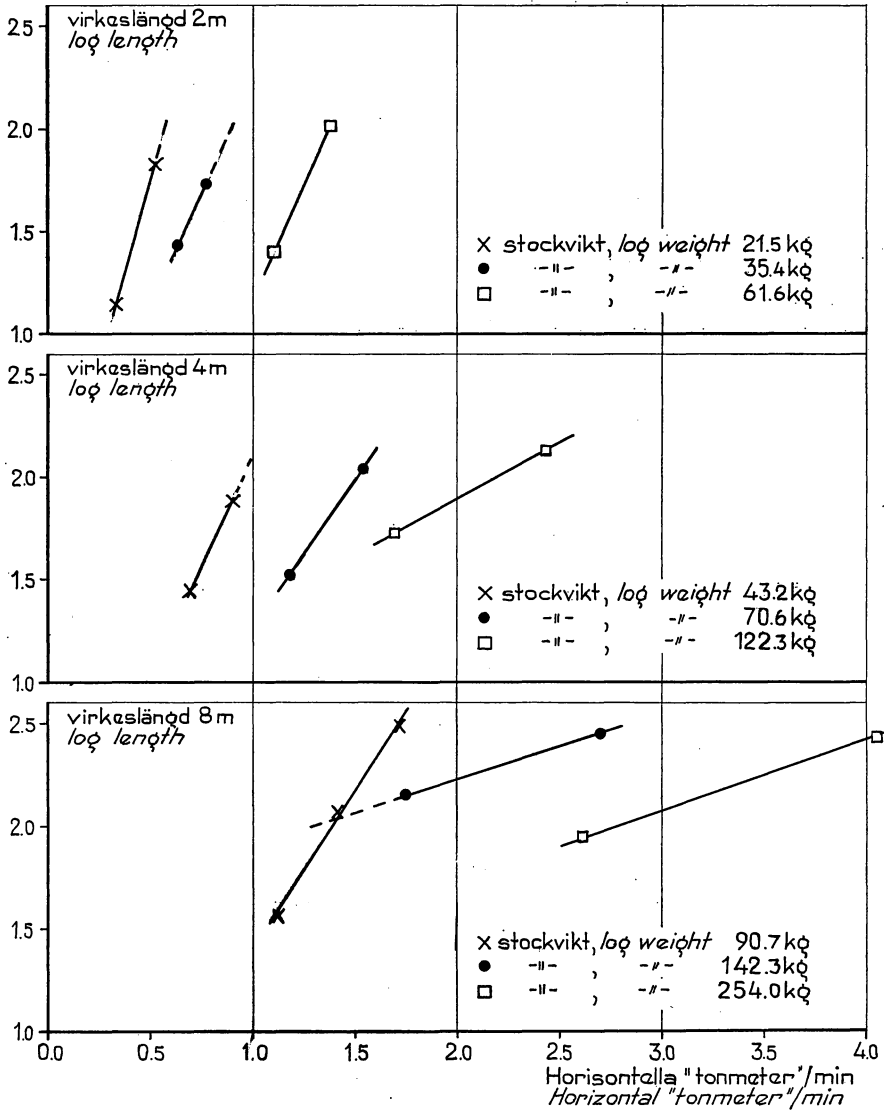 2.5
virkeslängd 2m
log length
2.0
1.5
× stockvikt, log weight 21.5 kg
● -"- , -"- 35.4 kg
□ -"- , -"- 61.6 kg
1.0
virkeslängd 4m
2.5
log length
2.0
1.5
× stockvikt, log weight 43.2 kg
● -"- , -"- 70.6 kg
□ -"- , -"- 122.3 kg
1.0
virkeslängd 8m
2.5
log length
2.0
1.5
× stockvikt, log weight 90.7 kg
● -"- , -"- 142.3 kg
□ -"- , -"- 254.0 kg
1.0
0.0 0.5 1.0 1.5 2.0 2.5 3.0 3.5 4.0
Horisontella "tonmeter"/min
Horizontal "tonmeter"/min